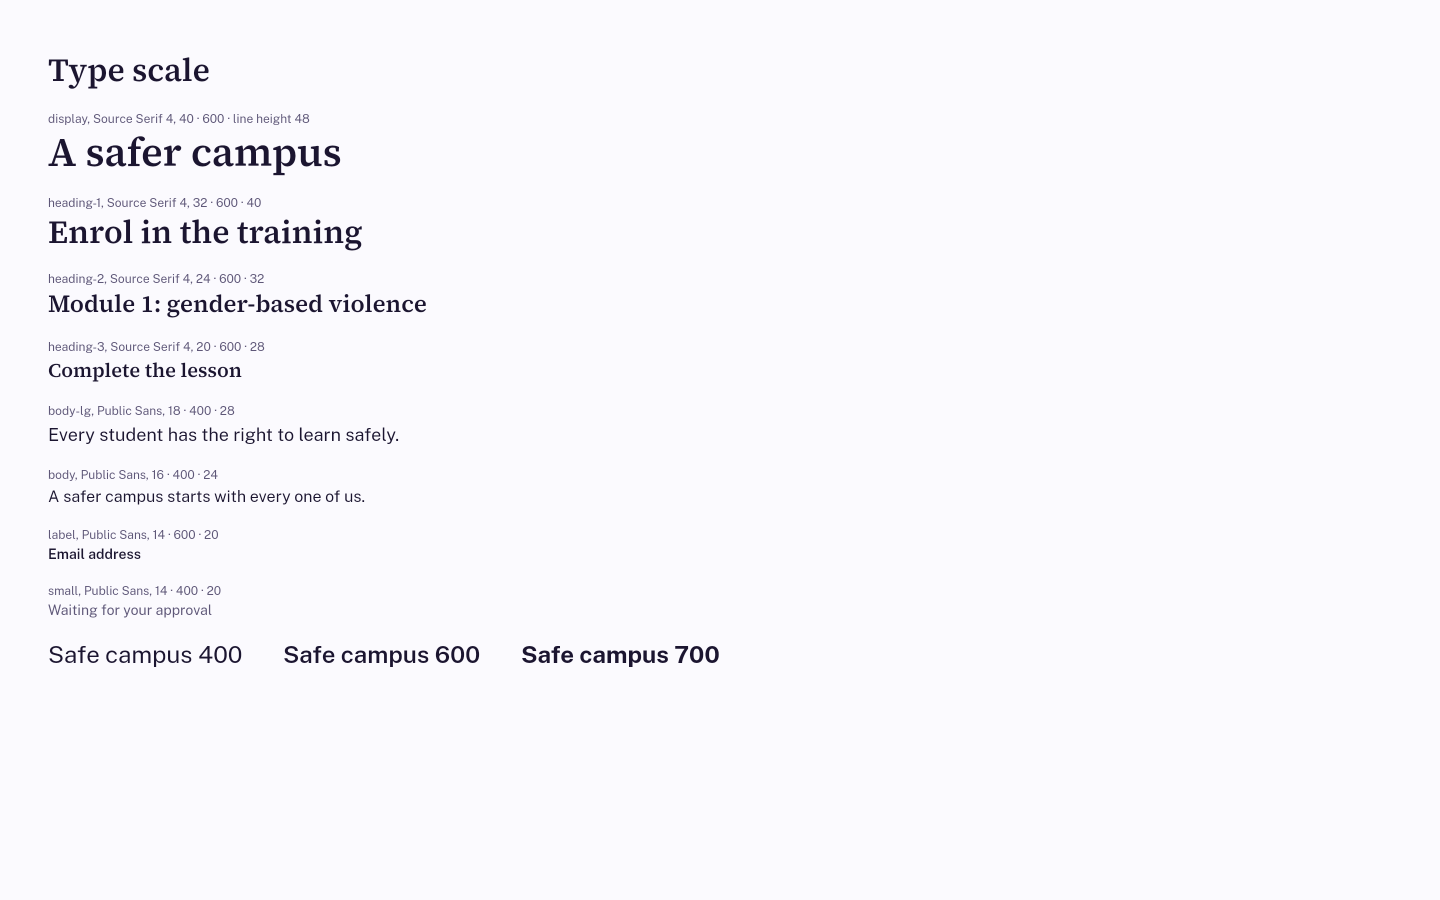 Type scale
display, Source Serif 4, 40 · 600 · line height 48
A safer campus
heading-1, Source Serif 4, 32 · 600 · 40
Enrol in the training
heading-2, Source Serif 4, 24 · 600 · 32
Module 1: gender-based violence
heading-3, Source Serif 4, 20 · 600 · 28
Complete the lesson
body-lg, Public Sans, 18 · 400 · 28
Every student has the right to learn safely.
body, Public Sans, 16 · 400 · 24
A safer campus starts with every one of us.
label, Public Sans, 14 · 600 · 20
Email address
small, Public Sans, 14 · 400 · 20
Waiting for your approval
Safe campus 400 Safe campus 600 Safe campus 700